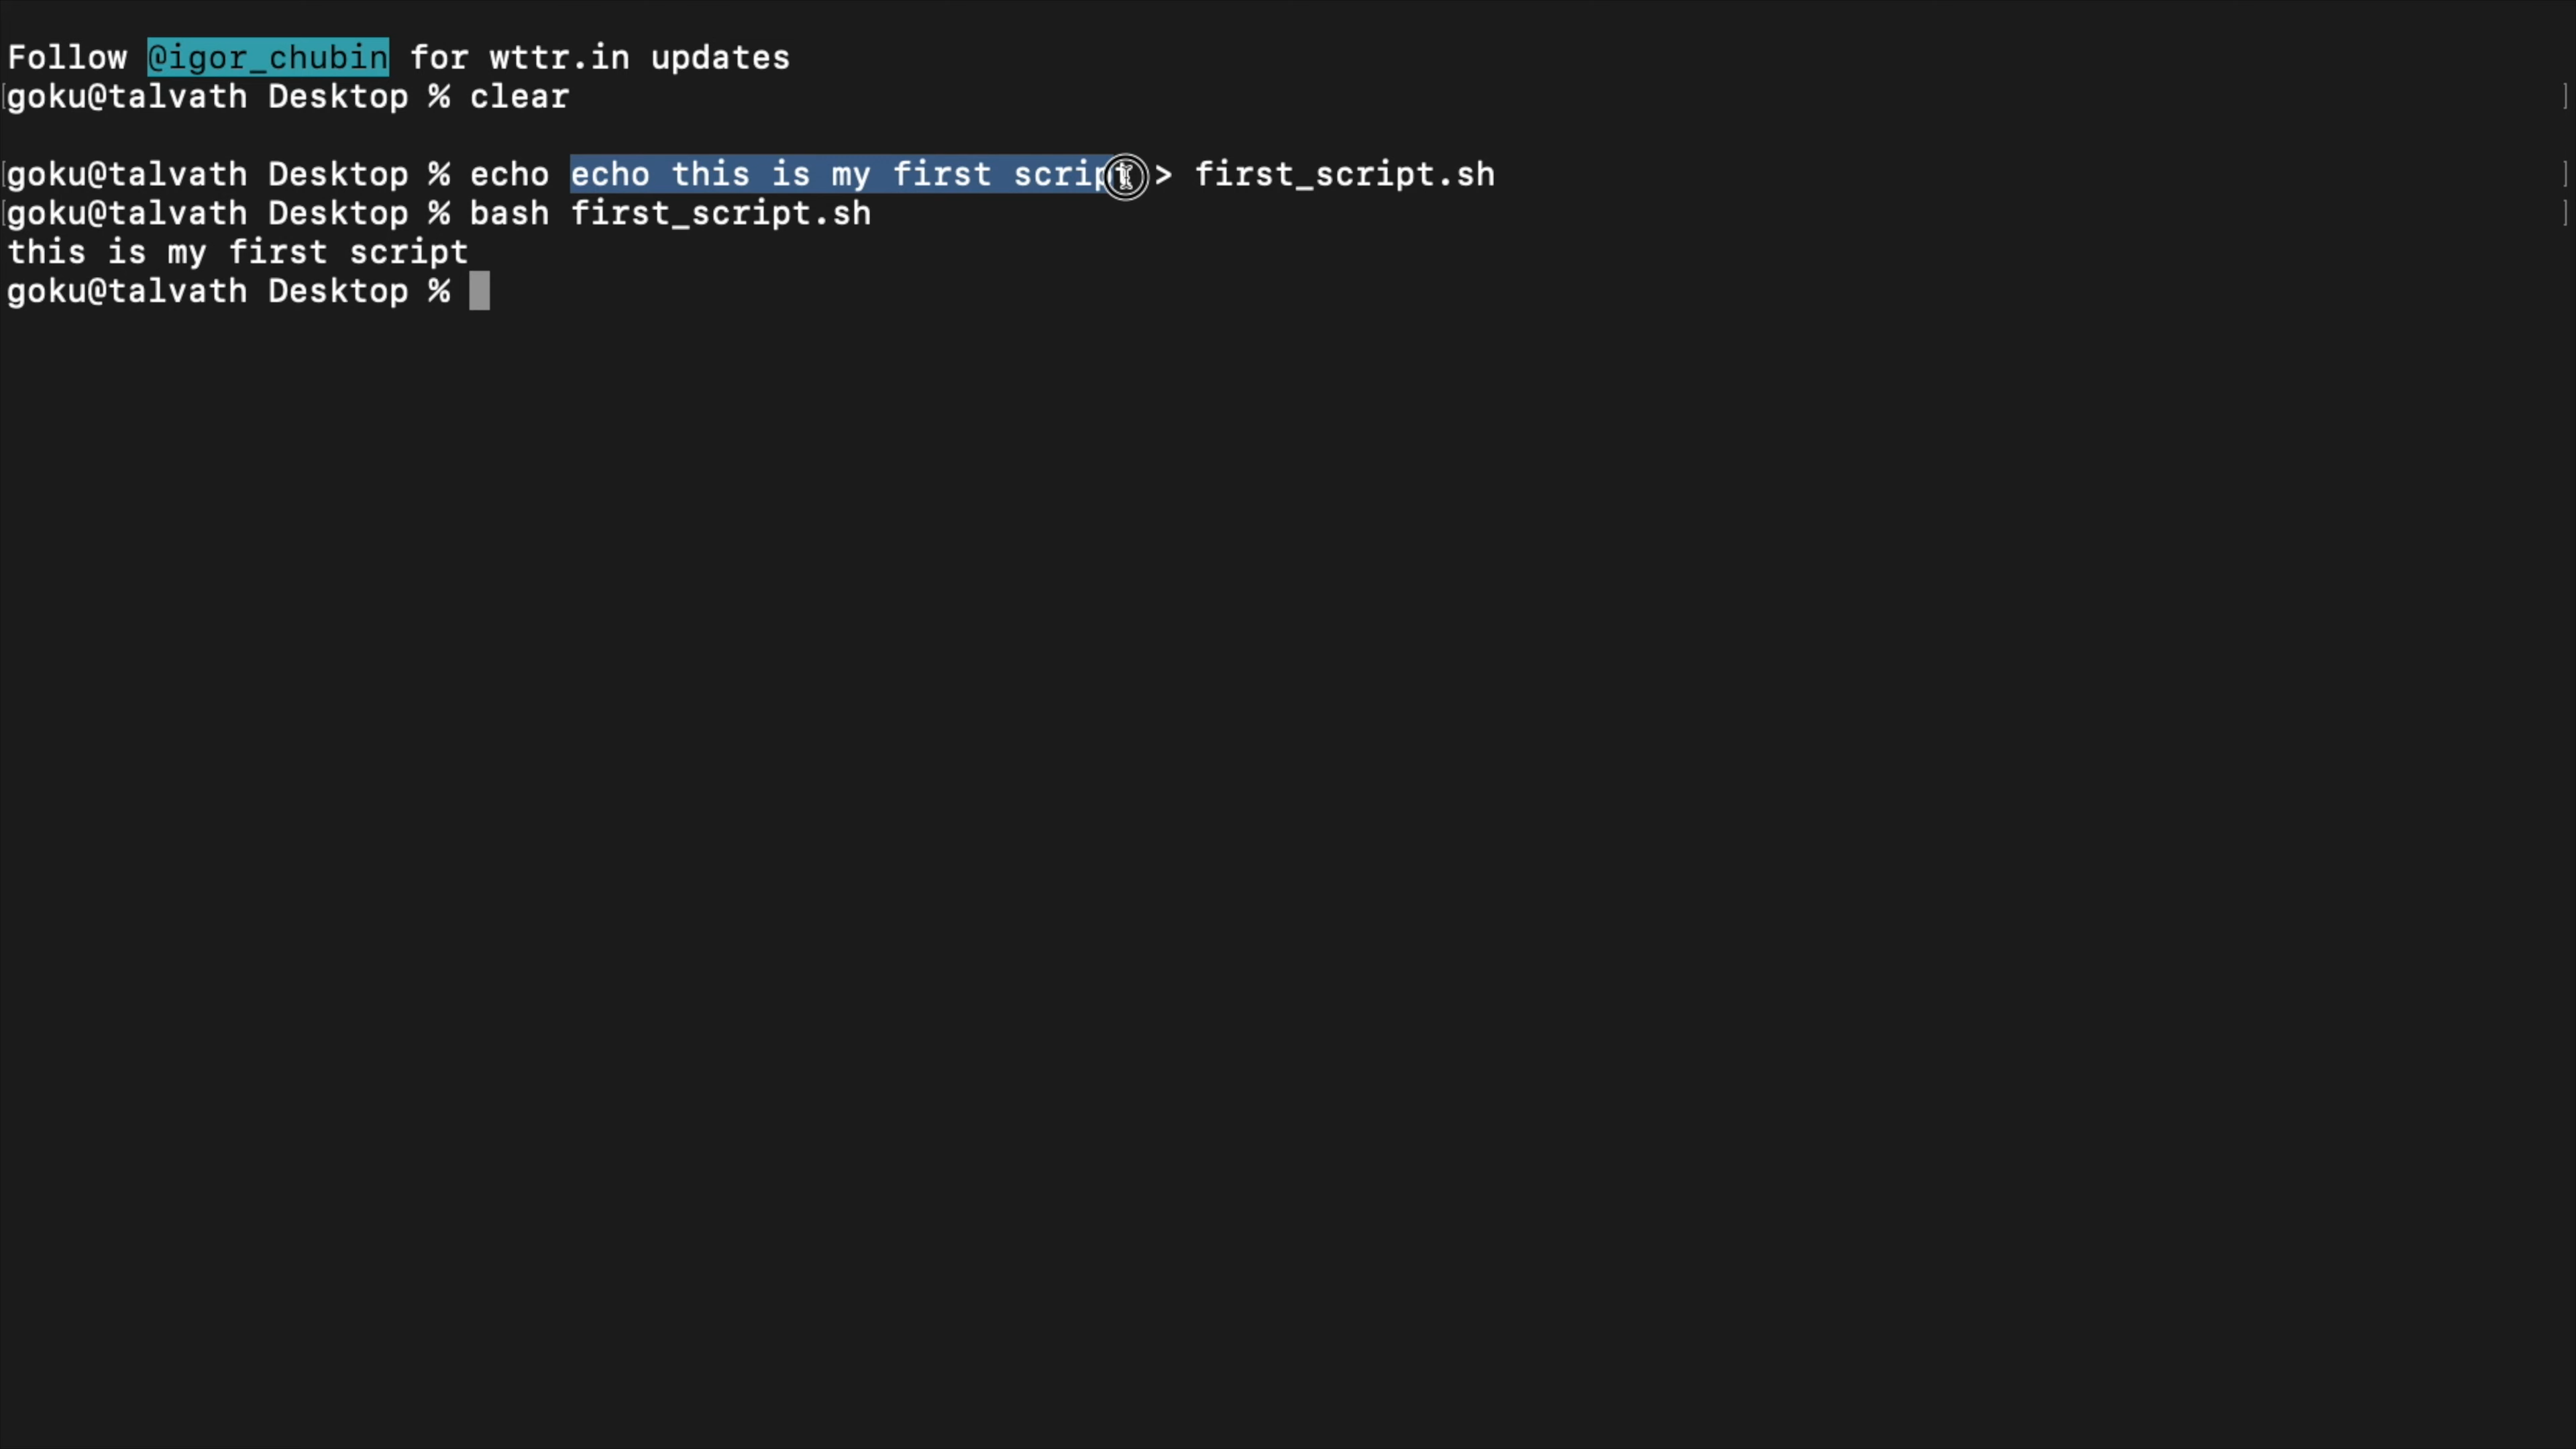 Follow @igor_chubin for wttr.in updates
[goku@talvath Desktop % clear ]
[goku@talvath Desktop % echo echo this is my first script > first_script.sh ]
[goku@talvath Desktop % bash first_script.sh ]
this is my first script
goku@talvath Desktop %